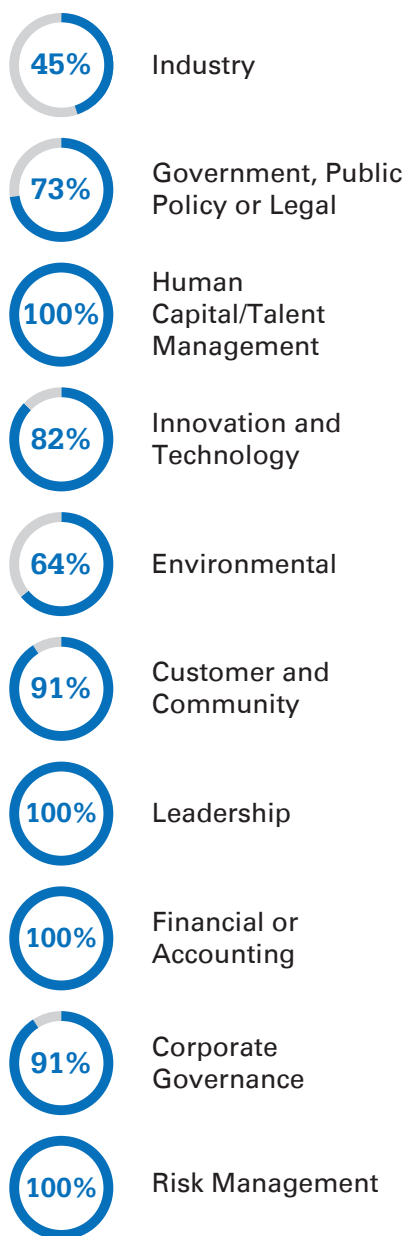 45%
Industry
73%
Government, Public
Policy or Legal
100%
Human
Capital/Talent
Management
82%
Innovation and
Technology
64%
Environmental
91%
Customer and
Community
100%
Leadership
100%
Financial or
Accounting
91%
Corporate
Governance
100%
Risk Management